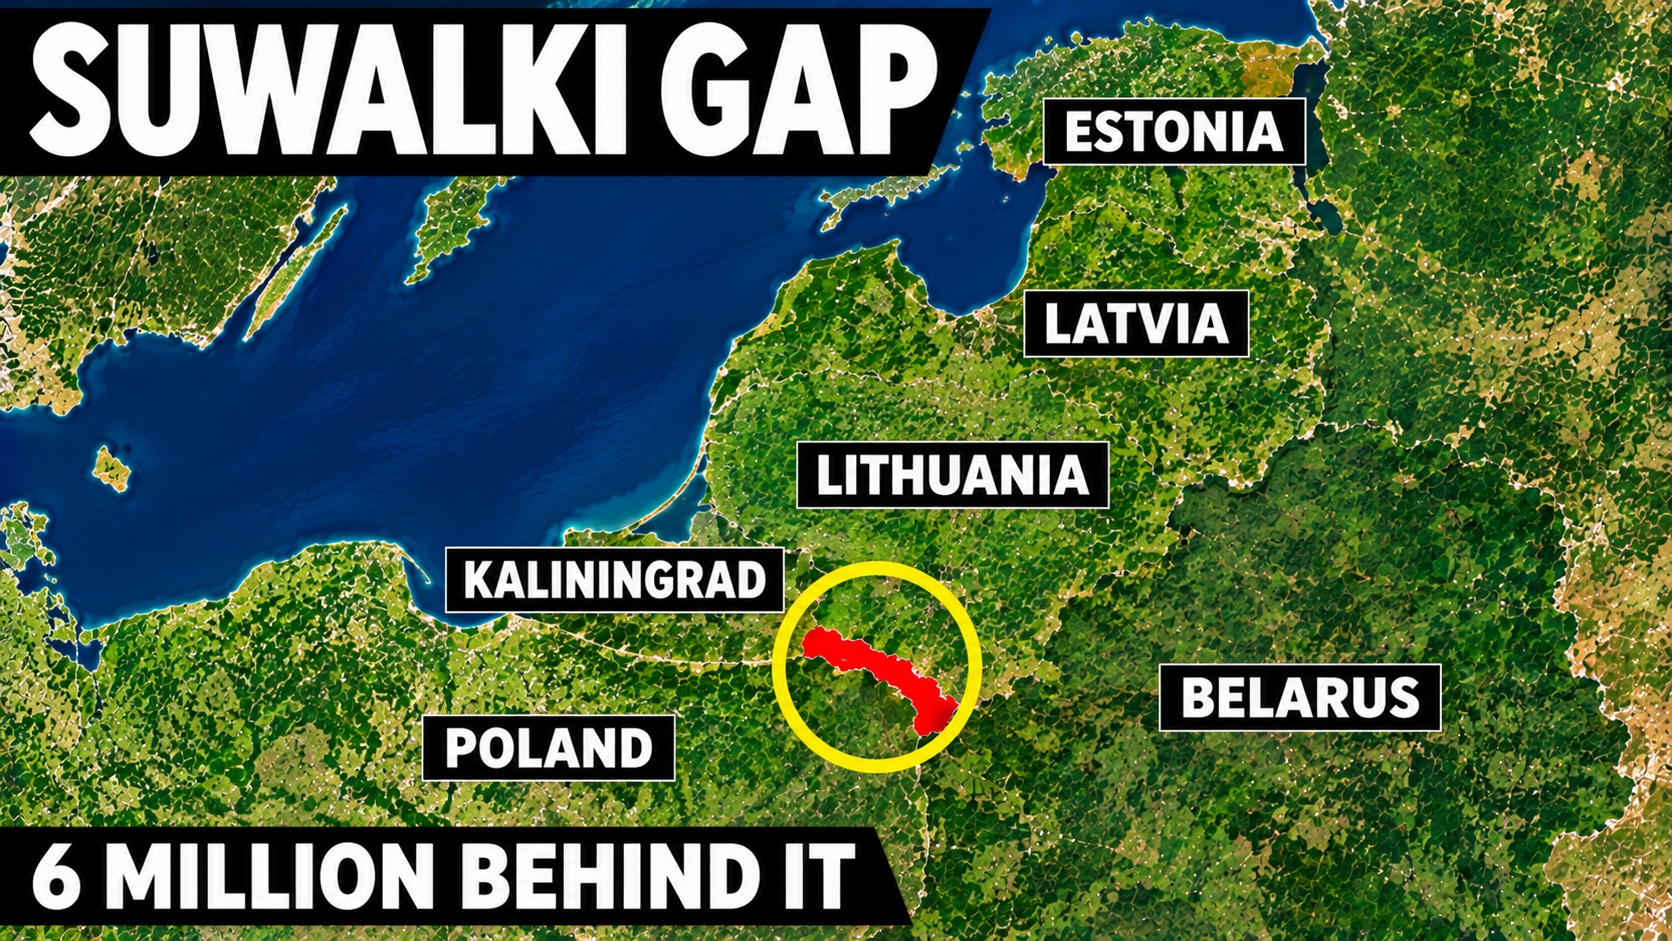 SUWALKI GAP
ESTONIA
LATVIA
LITHUANIA
KALININGRAD
BELARUS
POLAND
6 MILLION BEHIND IT